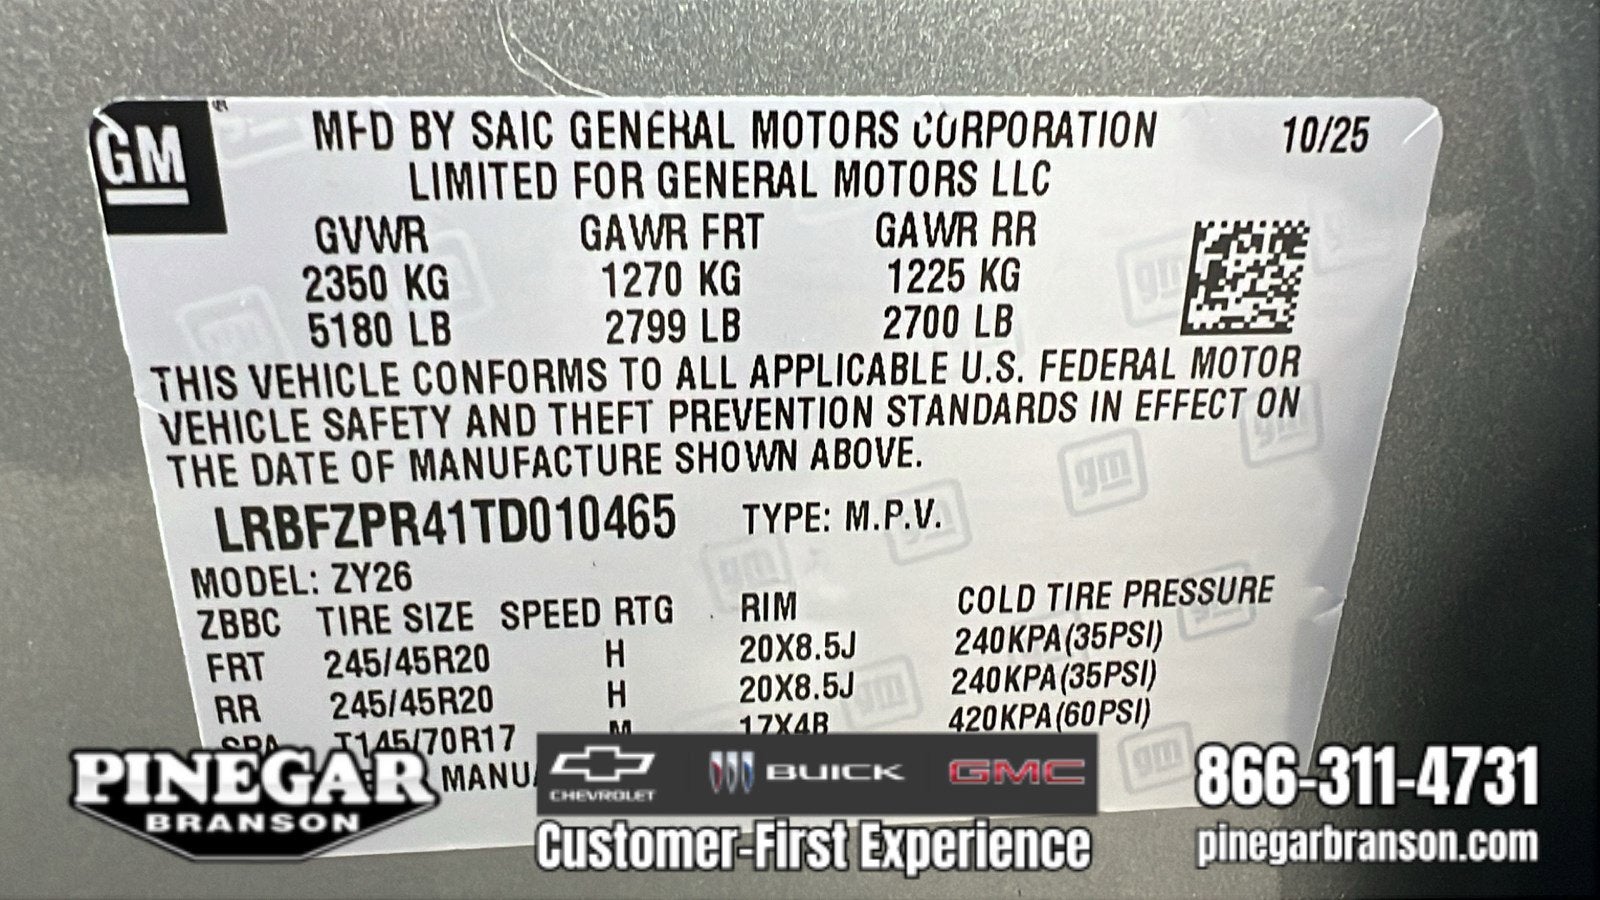 GM
MFD BY SAIC GENERAL MOTORS CORPORATION
LIMITED FOR GENERAL MOTORS LLC
10/25
GVWR GAWR FRT GAWR RR
2350 KG 1270 KG 1225 KG
5180 LB 2799 LB 2700 LB
THIS VEHICLE CONFORMS TO ALL APPLICABLE U.S. FEDERAL MOTOR
VEHICLE SAFETY AND THEFT PREVENTION STANDARDS IN EFFECT ON
THE DATE OF MANUFACTURE SHOWN ABOVE.
LRBFZPR41TD010465 TYPE: M.P.V.
MODEL: ZY26
ZBBC TIRE SIZE SPEED RTG RIM COLD TIRE PRESSURE
FRT 245/45R20 H 20X8.5J 240KPA(35PSI)
RR 245/45R20 H 20X8.5J 240KPA(35PSI)
SPA T145/70R17 M 17X4B 420KPA(60PSI)
MANU
PINEGAR
BRANSON
CHEVROLET
BUICK
GMC
Customer-First Experience
866-311-4731
pinegarbranson.com